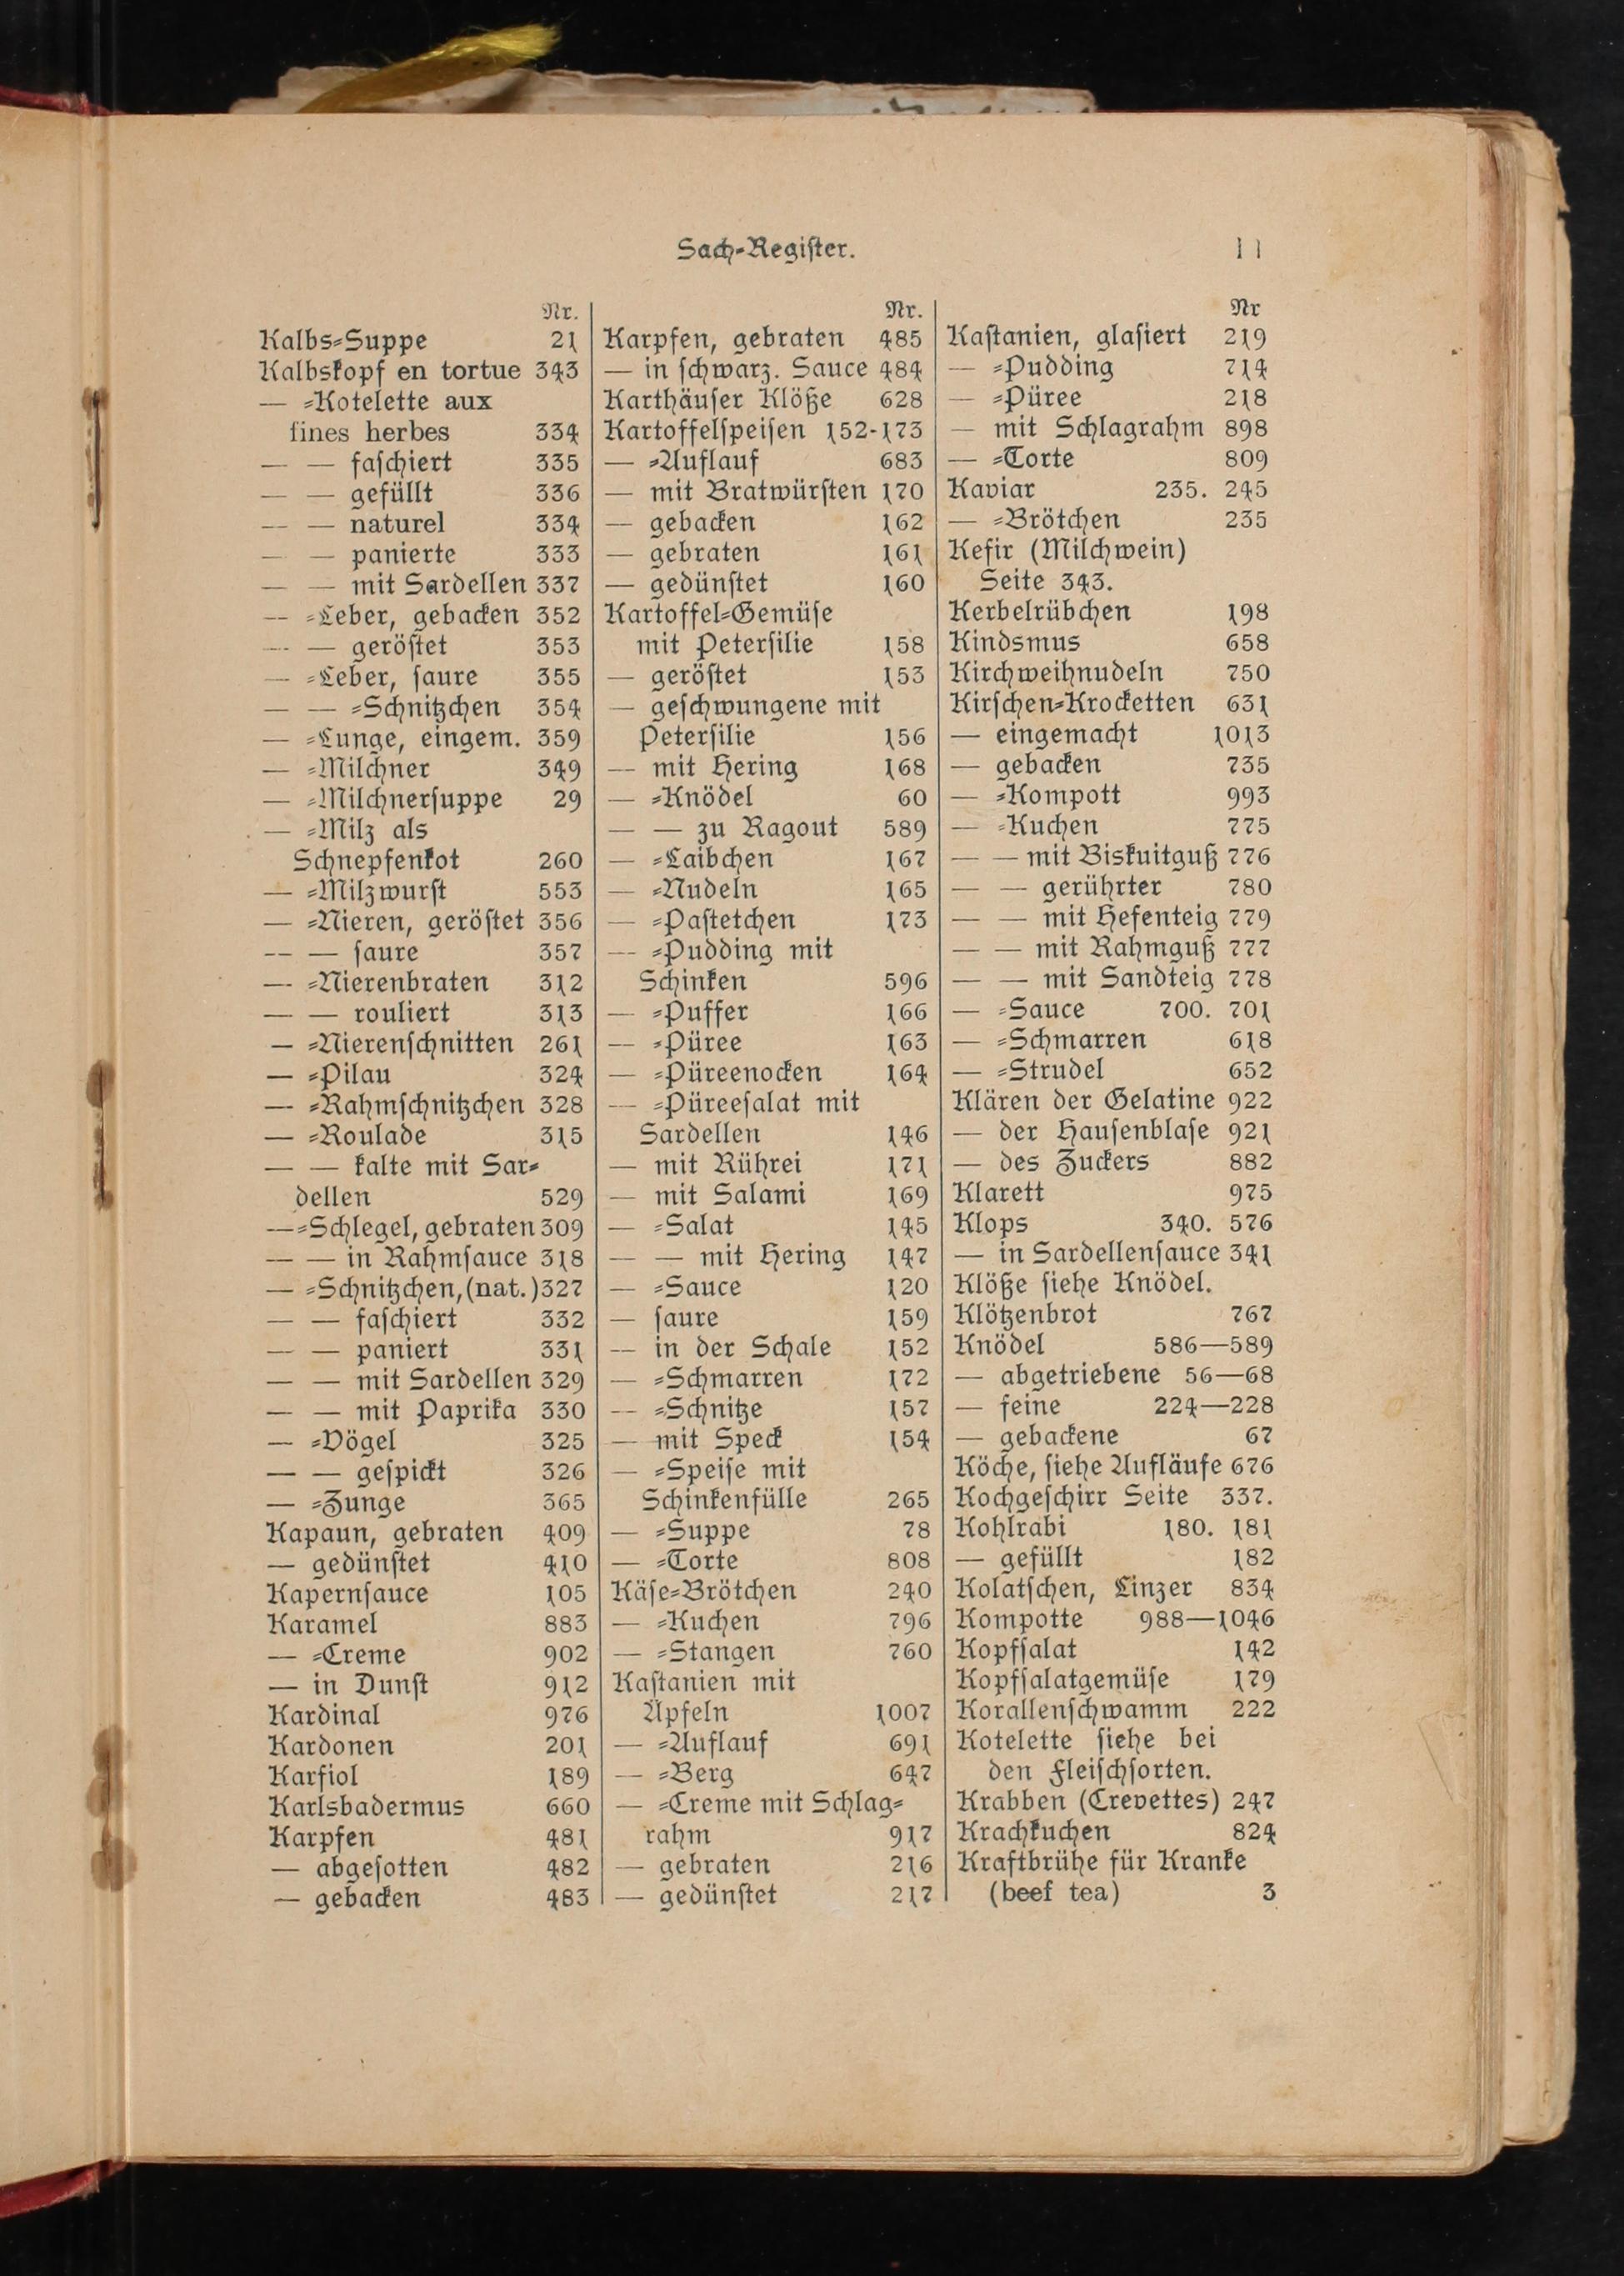 Sach-Register. 11
Nr.
Kalbs-Suppe 21
Kalbskopf en tortue 343
— -Kotelette aux
fines herbes 334
— — faschiert 335
— — gefüllt 336
— — naturel 334
— — panierte 333
— — mit Sardellen 337
— -Leber, gebacken 352
— — geröstet 353
— -Leber, saure 355
— — -Schnitzchen 354
— -Lunge, eingem. 359
— -Milchner 349
— -Milchnersuppe 29
— -Milz als
Schnepfenkot 260
— -Milzwurst 553
— -Nieren, geröstet 356
— — saure 357
— -Nierenbraten 312
— — rouliert 313
— -Nierenschnitten 261
— -Pilau 324
— -Rahmschnitzchen 328
— -Roulade 315
— — kalte mit Sar-
dellen 529
— -Schlegel, gebraten 309
— — in Rahmsauce 318
— -Schnitzchen, (nat.) 327
— — faschiert 332
— — paniert 331
— — mit Sardellen 329
— — mit Paprika 330
— -Vögel 325
— — gespickt 326
— -Zunge 365
Kapaun, gebraten 409
— gedünstet 410
Kapernsauce 105
Karamel 883
— -Creme 902
— in Dunst 912
Kardinal 976
Kardonen 201
Karfiol 189
Karlsbadermus 660
Karpfen 481
— abgesotten 482
— gebacken 483
Nr.
Karpfen, gebraten 485
— in schwarz. Sauce 484
Karthäuser Klöße 628
Kartoffelspeisen 152-173
— -Auflauf 683
— mit Bratwürsten 170
— gebacken 162
— gebraten 161
— gedünstet 160
Kartoffel-Gemüse
mit Petersilie 158
— geröstet 153
— geschwungene mit
Petersilie 156
— mit Hering 168
— -Knödel 60
— — zu Ragout 589
— -Laibchen 167
— -Nudeln 165
— -Pastetchen 173
— -Pudding mit
Schinken 596
— -Puffer 166
— -Püree 163
— -Püreenocken 164
— -Püreesalat mit
Sardellen 146
— mit Rührei 171
— mit Salami 169
— -Salat 145
— — mit Hering 147
— -Sauce 120
— saure 159
— in der Schale 152
— -Schmarren 172
— -Schnitze 157
— mit Speck 154
— -Speise mit
Schinkenfülle 265
— -Suppe 78
— -Torte 808
Käse-Brötchen 240
— -Kuchen 796
— -Stangen 760
Kastanien mit
Äpfeln 1007
— -Auflauf 691
— -Berg 647
— -Creme mit Schlag-
rahm 917
— gebraten 216
— gedünstet 217
Nr
Kastanien, glasiert 219
— -Pudding 714
— -Püree 218
— mit Schlagrahm 898
— -Torte 809
Kaviar 235. 245
— -Brötchen 235
Kefir (Milchwein)
Seite 343.
Kerbelrübchen 198
Kindsmus 658
Kirchweihnudeln 750
Kirschen-Krocketten 631
— eingemacht 1013
— gebacken 735
— -Kompott 993
— -Kuchen 775
— — mit Biskuitguß 776
— — gerührter 780
— — mit Hefenteig 779
— — mit Rahmguß 777
— — mit Sandteig 778
— -Sauce 700. 701
— -Schmarren 618
— -Strudel 652
Klären der Gelatine 922
— der Hausenblase 921
— des Zuckers 882
Klarett 975
Klops 340. 576
— in Sardellensauce 341
Klöße siehe Knödel.
Klötzenbrot 767
Knödel 586—589
— abgetriebene 56—68
— feine 224—228
— gebackene 67
Köche, siehe Aufläufe 676
Kochgeschirr Seite 337.
Kohlrabi 180. 181
— gefüllt 182
Kolatschen, Linzer 834
Kompotte 988—1046
Kopfsalat 142
Kopfsalatgemüse 179
Korallenschwamm 222
Kotelette siehe bei
den Fleischsorten.
Krabben (Crevettes) 247
Krachkuchen 824
Kraftbrühe für Kranke
(beef tea) 3